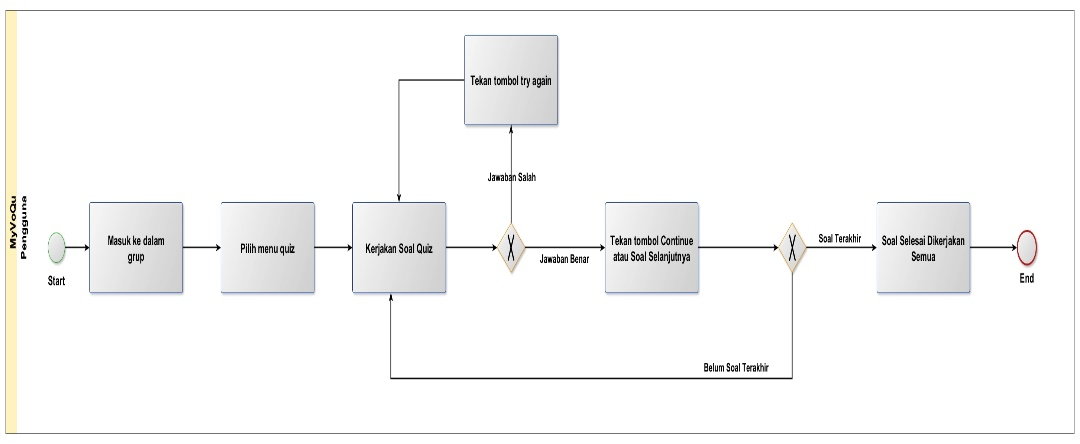 MyVoQu
Pengguna
Start
Masuk ke dalam
grup
Pilih menu quiz
Kerjakan Soal Quiz
Tekan tombol try again
Jawaban Salah
X
Jawaban Benar
Tekan tombol Continue
atau Soal Selanjutnya
X
Soal Terakhir
Belum Soal Terakhir
Soal Selesai Dikerjakan
Semua
End